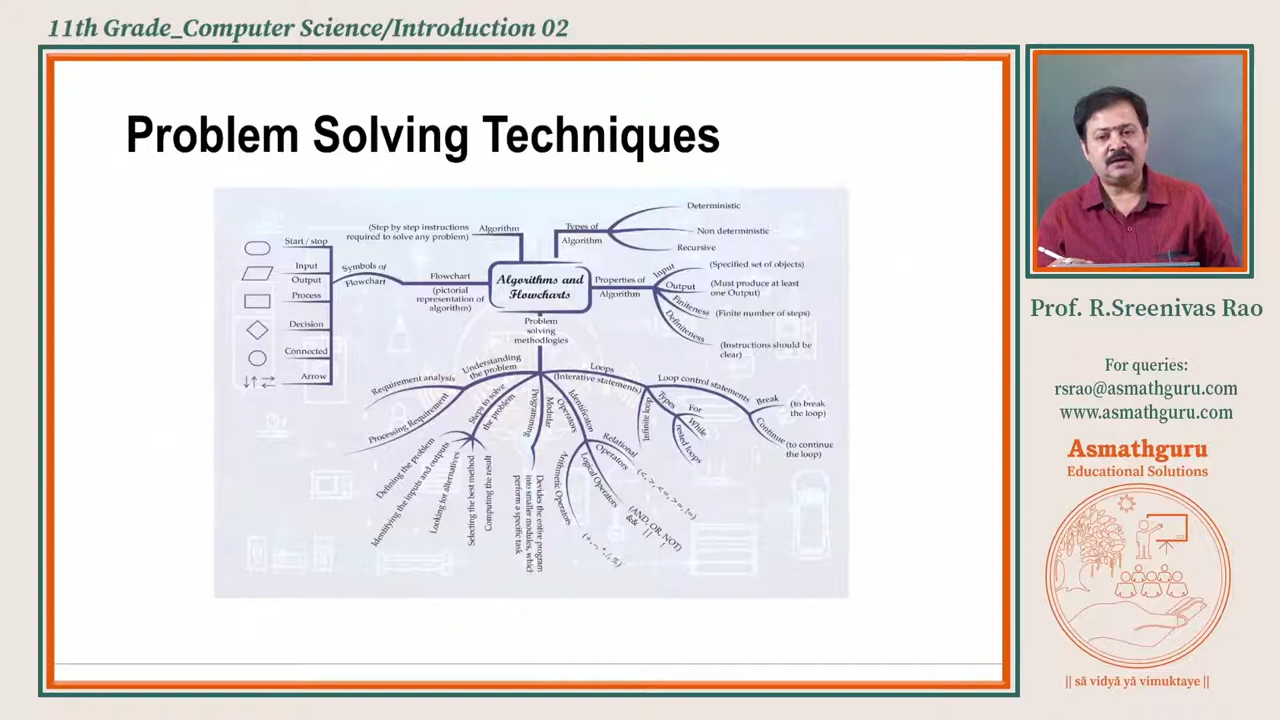 11th Grade_Computer Science/Introduction 02
Problem Solving Techniques
(Step by step instructions
required to solve any problem)
Algorithm
Types of
Algorithm
Deterministic
Non deterministic
Recursive
Start / stop
Input
Output
Process
Decision
Connected
Arrow
Symbols of
Flowchart
Flowchart
(pictorial
representation of
algorithm)
Algorithms and
Flowcharts
Properties of
Algorithm
Input
(Specified set of objects)
Output
(Must produce at least
one Output)
Finiteness
(Finite number of steps)
Definiteness
(Instructions should be
clear)
Problem
solving
methodlogies
Understanding
the problem
Requirement analysis
Processing Requirement
Steps to solve
the problem
Defining the problem
Identifying the inputs and outputs
Looking for alternatives
Selecting the best method
Computing the result
Modular
Programming
Devides the entire program
into smaller modules, which
perform a specific task
Operators
Arithmetic Operators
(+, -, *, /, %)
Logical Operators
(AND, OR, NOT)
&& || !
Relational
Operators
(<, >, <=, >=, !=)
Loops
(Interative statements)
Infinite loop
Types
For
While
nested loops
Loop control statements
Break
(to break
the loop)
Continue
(to continue
the loop)
Prof. R.Sreenivas Rao
For queries:
rsrao@asmathguru.com
www.asmathguru.com
Asmathguru
Educational Solutions
|| sā vidyā yā vimuktaye ||